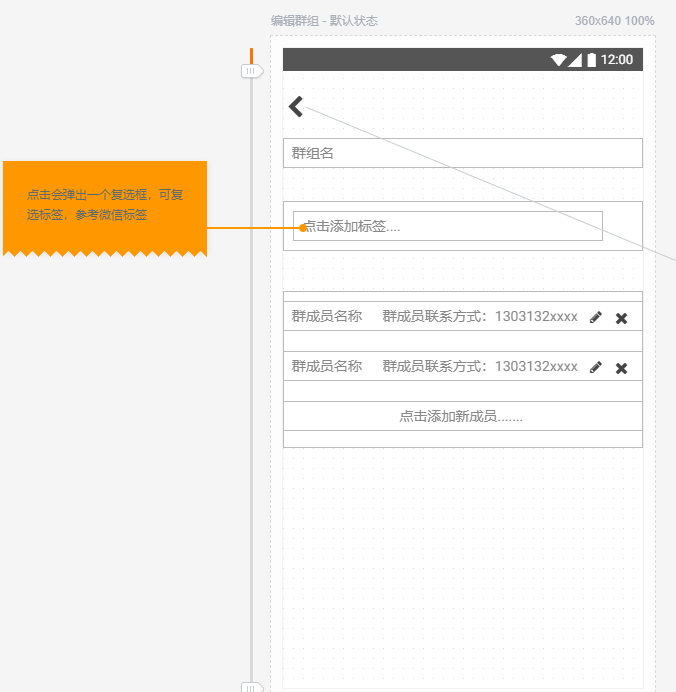 编辑群组 - 默认状态
360x640 100%
12:00
群组名
点击会弹出一个复选框，可复
选标签，参考微信标签
点击添加标签....
群成员名称 群成员联系方式：1303132xxxx
群成员名称 群成员联系方式：1303132xxxx
点击添加新成员.......